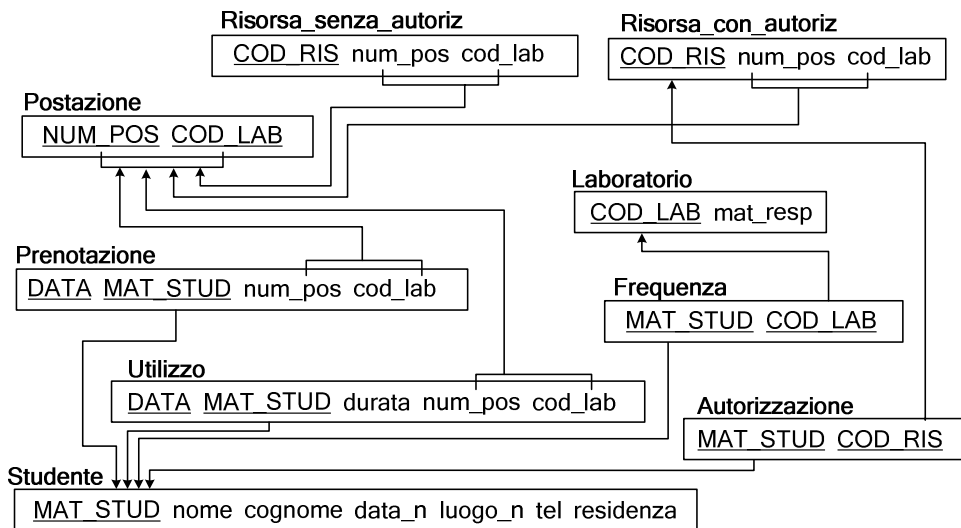 Risorsa_senza_autoriz
COD_RIS num_pos cod_lab
Risorsa_con_autoriz
COD_RIS num_pos cod_lab
Postazione
NUM_POS COD_LAB
Laboratorio
COD_LAB mat_resp
Prenotazione
DATA MAT_STUD num_pos cod_lab
Frequenza
MAT_STUD COD_LAB
Utilizzo
DATA MAT_STUD durata num_pos cod_lab
Autorizzazione
MAT_STUD COD_RIS
Studente
MAT_STUD nome cognome data_n luogo_n tel residenza